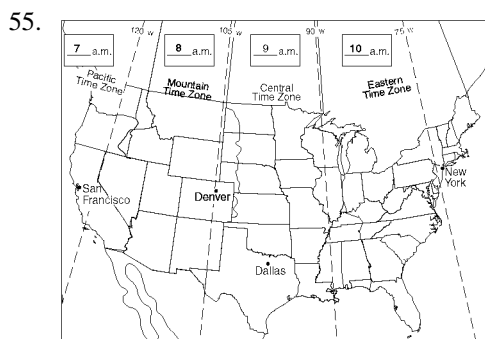 55.
120 W 105 W 90 W 75 W
7 a.m. 8 a.m. 9 a.m. 10 a.m.
Pacific
Time Zone
Mountain
Time Zone
Central
Time Zone
Eastern
Time Zone
San
Francisco
Denver
New
York
Dallas